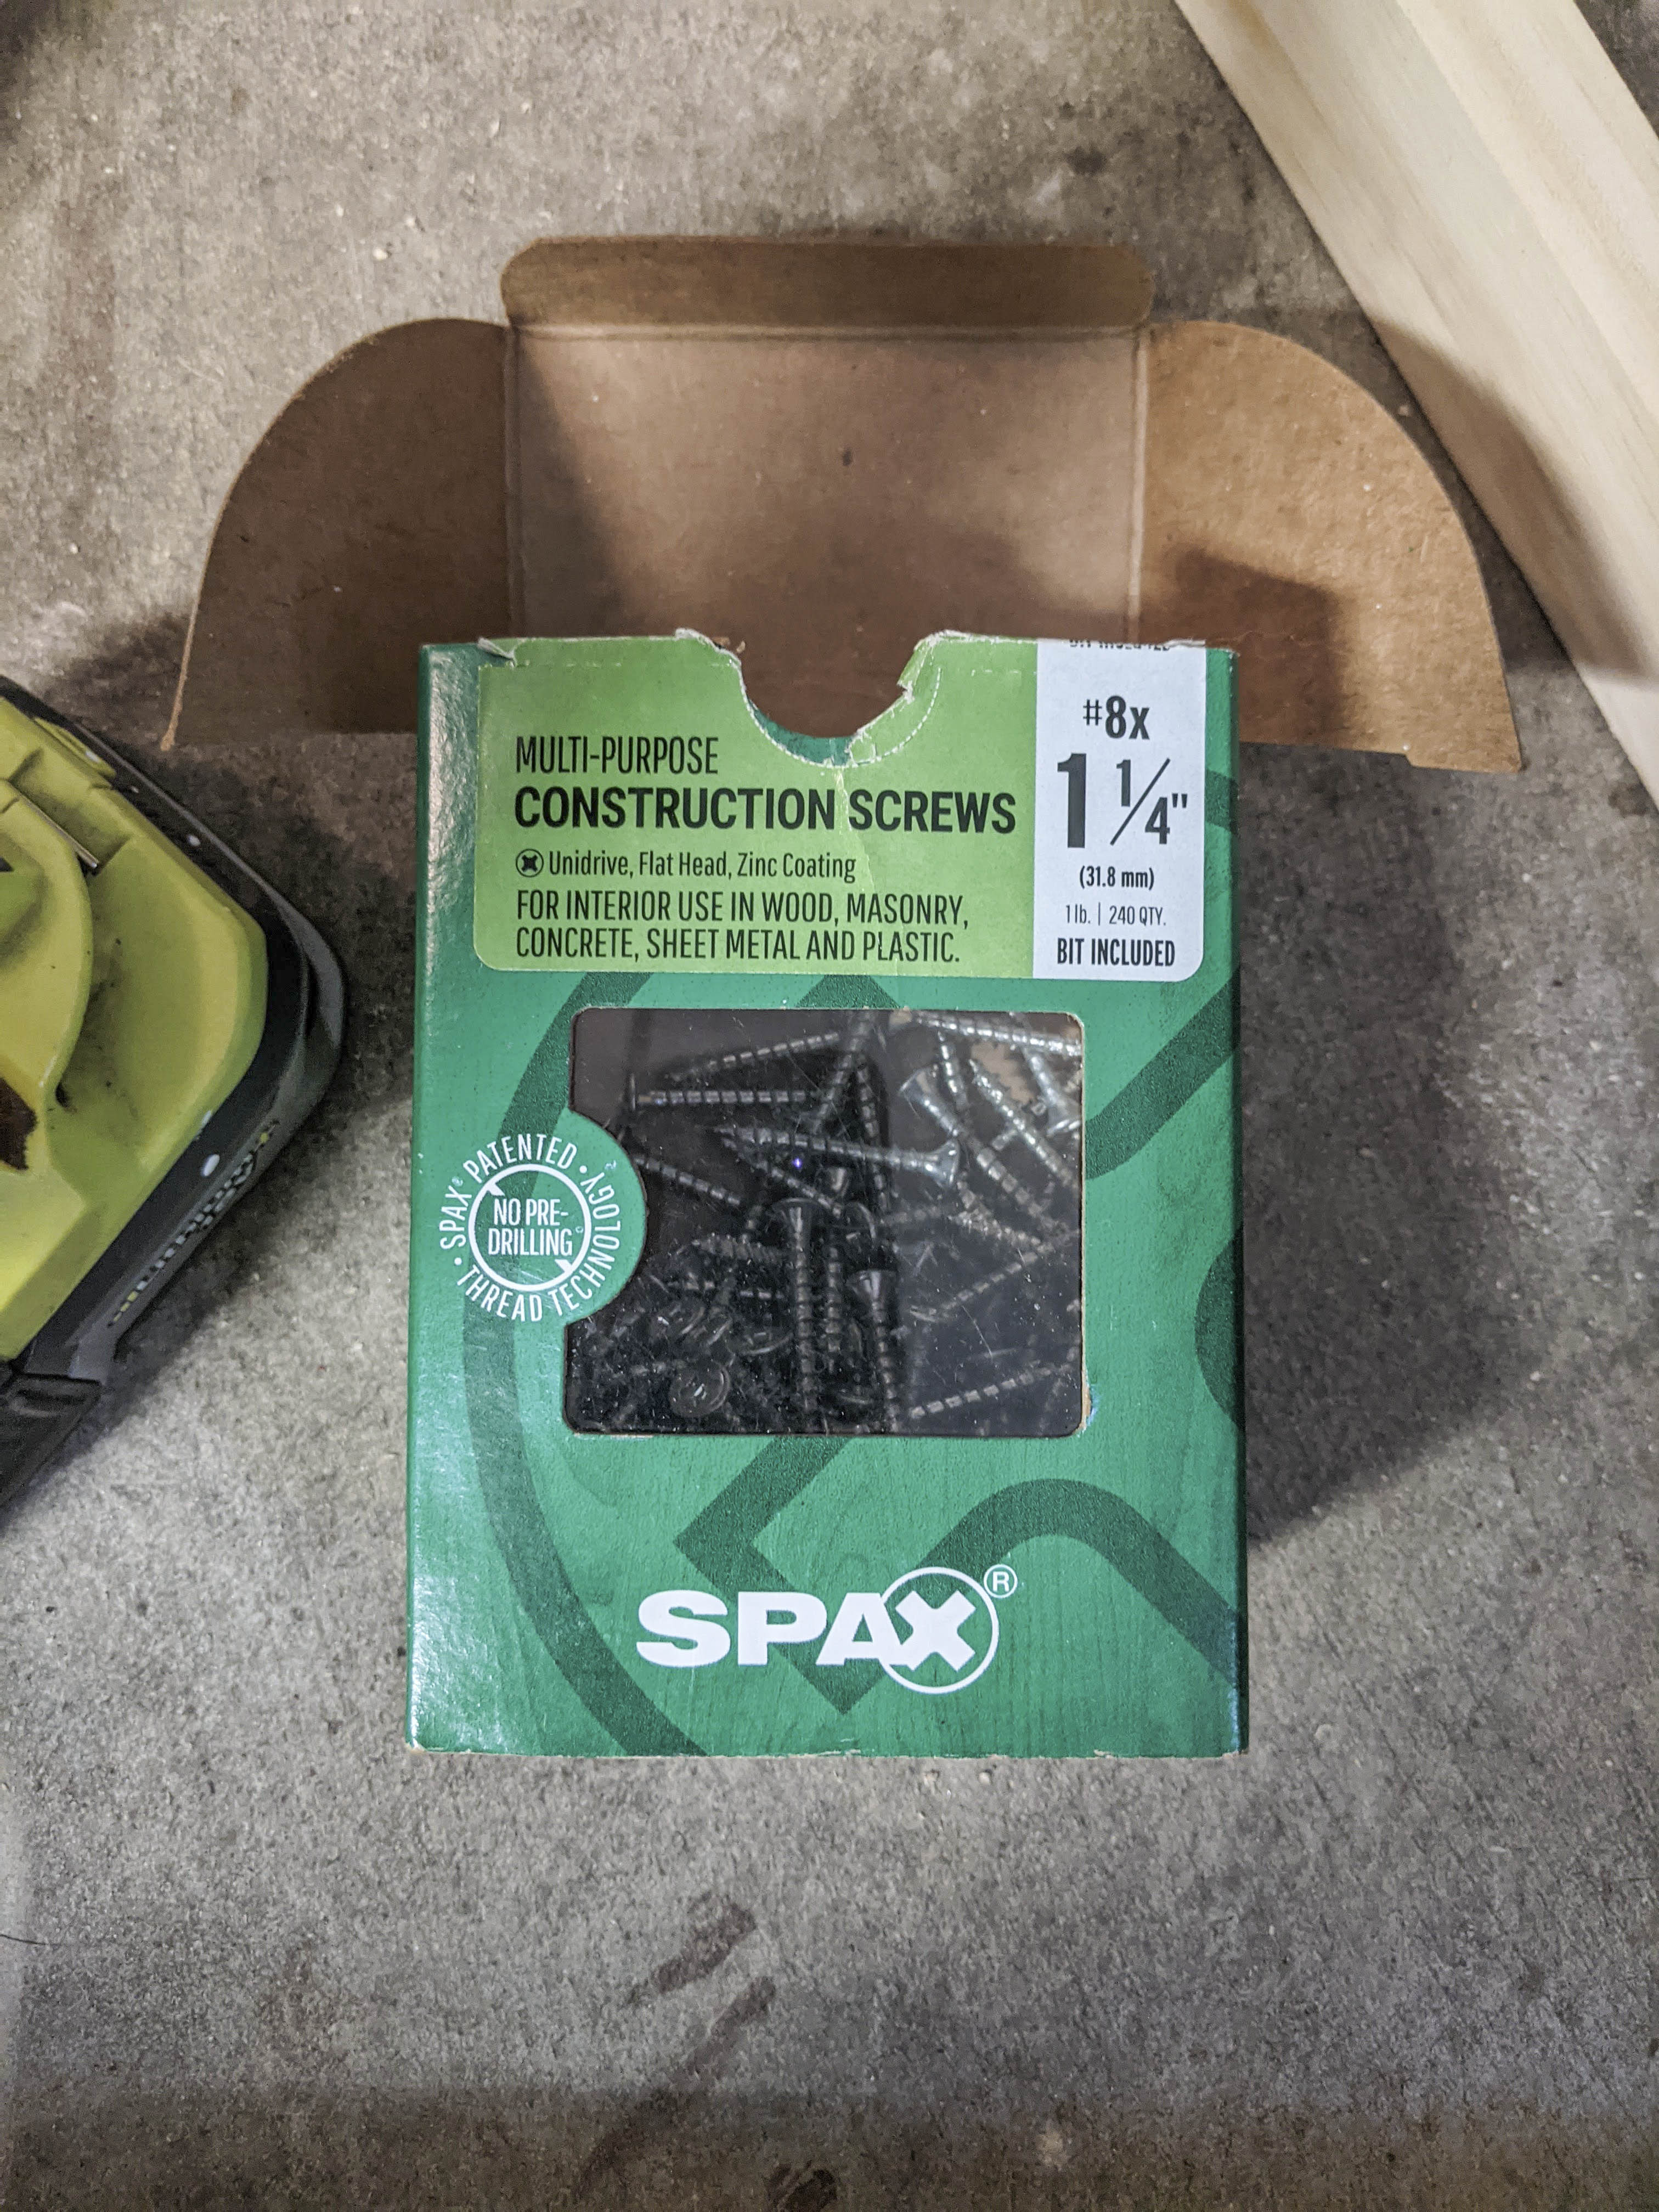 MULTI-PURPOSE
CONSTRUCTION SCREWS
Unidrive, Flat Head, Zinc Coating
FOR INTERIOR USE IN WOOD, MASONRY,
CONCRETE, SHEET METAL AND PLASTIC.
#8x
1 1/4"
(31.8 mm)
1 lb. | 240 QTY.
BIT INCLUDED
• SPAX® PATENTED •
THREAD TECHNOLOGY
NO PRE-
DRILLING
SPAX®